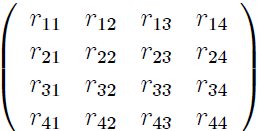 r₁₁ r₁₂ r₁₃ r₁₄
r₂₁ r₂₂ r₂₃ r₂₄
r₃₁ r₃₂ r₃₃ r₃₄
r₄₁ r₄₂ r₄₃ r₄₄